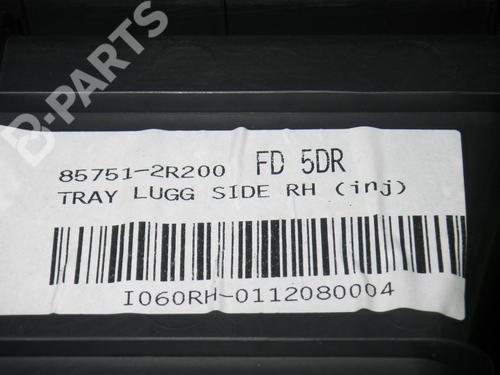 B-PARTS
85751-2R200 FD 5DR
TRAY LUGG SIDE RH (inj)
I060RH-0112080004